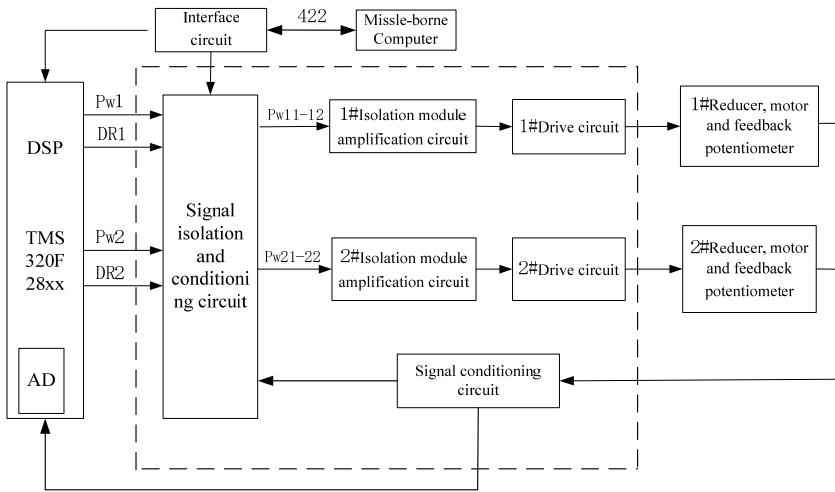 Interface
circuit
422
Missle-borne
Computer
DSP
TMS
320F
28xx
AD
Pw1
DR1
Pw2
DR2
Signal
isolation
and
conditioni
ng circuit
Pw11-12
1#Isolation module
amplification circuit
1#Drive circuit
1#Reducer, motor
and feedback
potentiometer
Pw21-22
2#Isolation module
amplification circuit
2#Drive circuit
2#Reducer, motor
and feedback
potentiometer
Signal conditioning
circuit